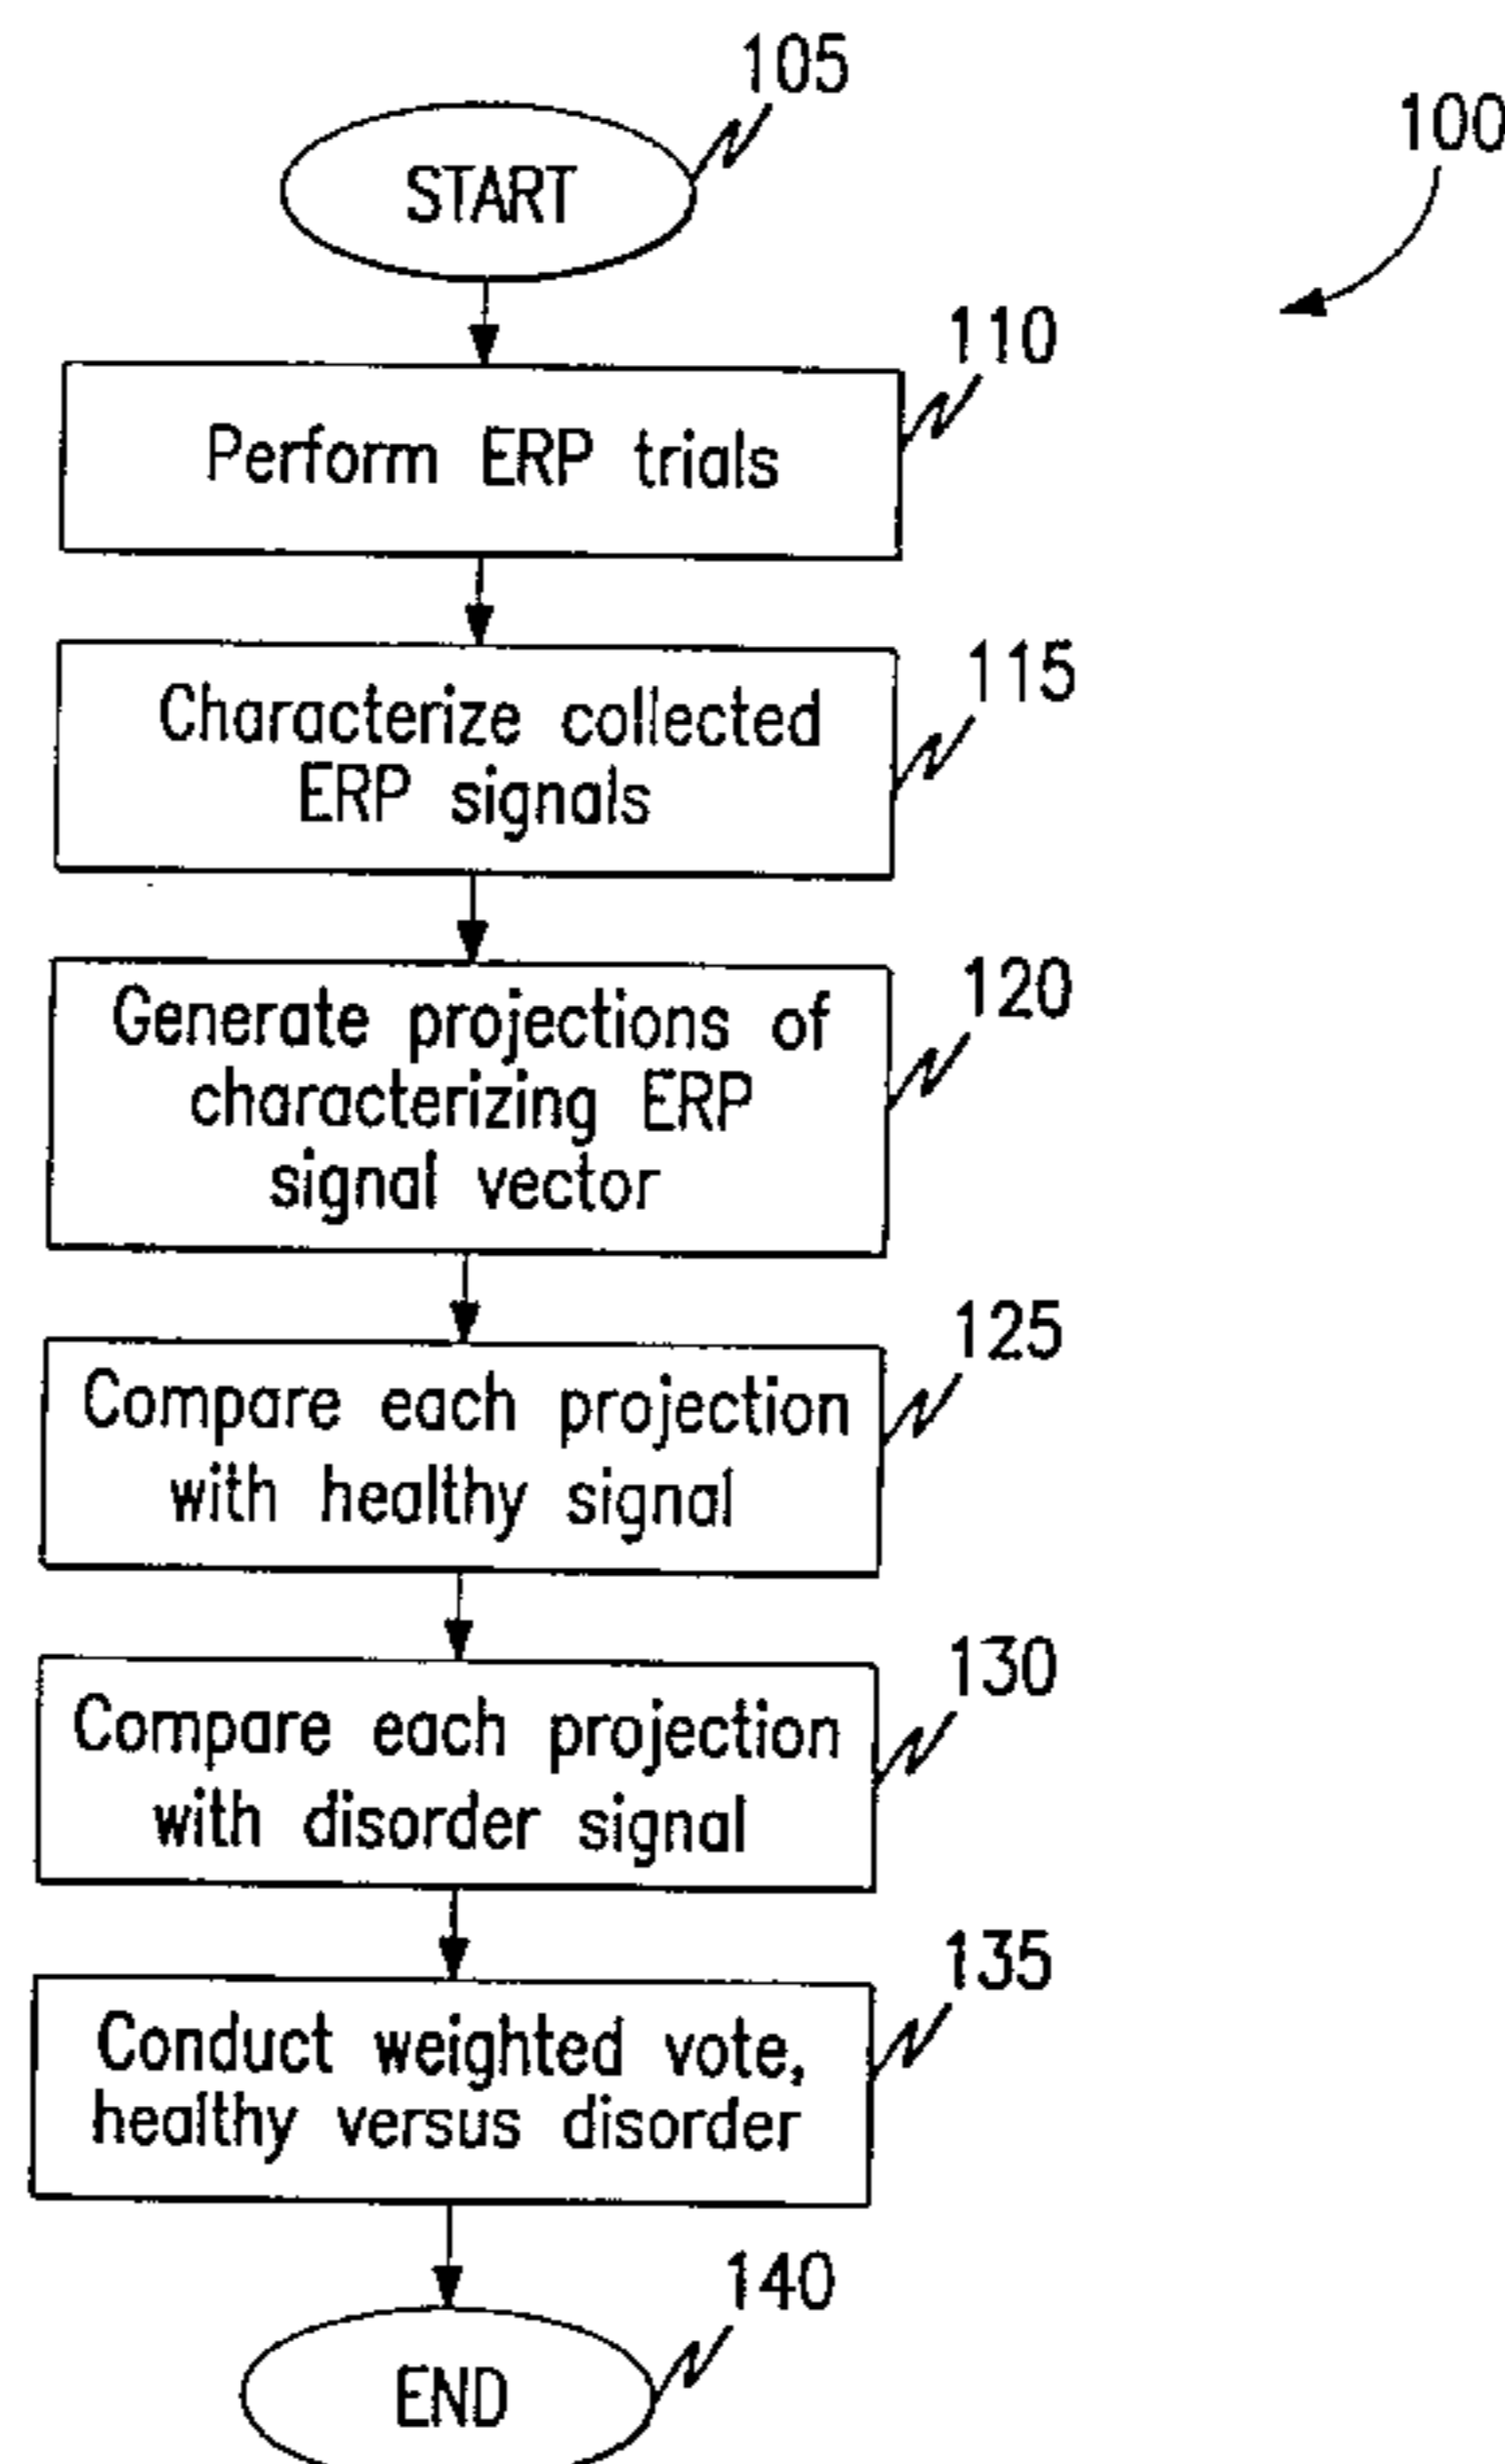 105
100
START
110
Perform ERP trials
115
Characterize collected
ERP signals
120
Generate projections of
characterizing ERP
signal vector
125
Compare each projection
with healthy signal
130
Compare each projection
with disorder signal
135
Conduct weighted vote,
healthy versus disorder
140
END